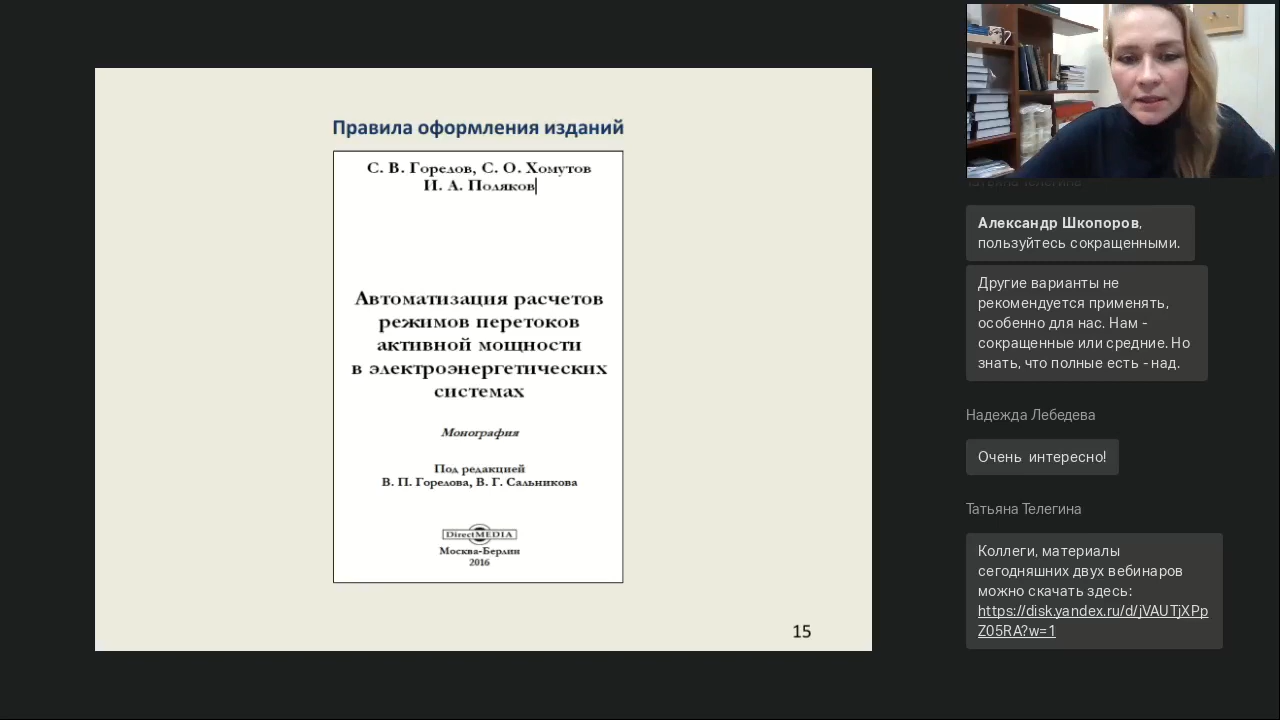 Правила оформления изданий
С. В. Горелов, С. О. Хомутов
И. А. Поляков
Автоматизация расчетов
режимов перетоков
активной мощности
в электроэнергетических
системах
Монография
Под редакцией
В. П. Горелова, В. Г. Сальникова
DirectMEDIA
Москва-Берлин
2016
15
Татьяна Телегина
Александр Шкопоров,
пользуйтесь сокращенными.
Другие варианты не
рекомендуется применять,
особенно для нас. Нам -
сокращенные или средние. Но
знать, что полные есть - над.
Надежда Лебедева
Очень интересно!
Татьяна Телегина
Коллеги, материалы
сегодняшних двух вебинаров
можно скачать здесь:
https://disk.yandex.ru/d/jVAUTjXPp
Z05RA?w=1